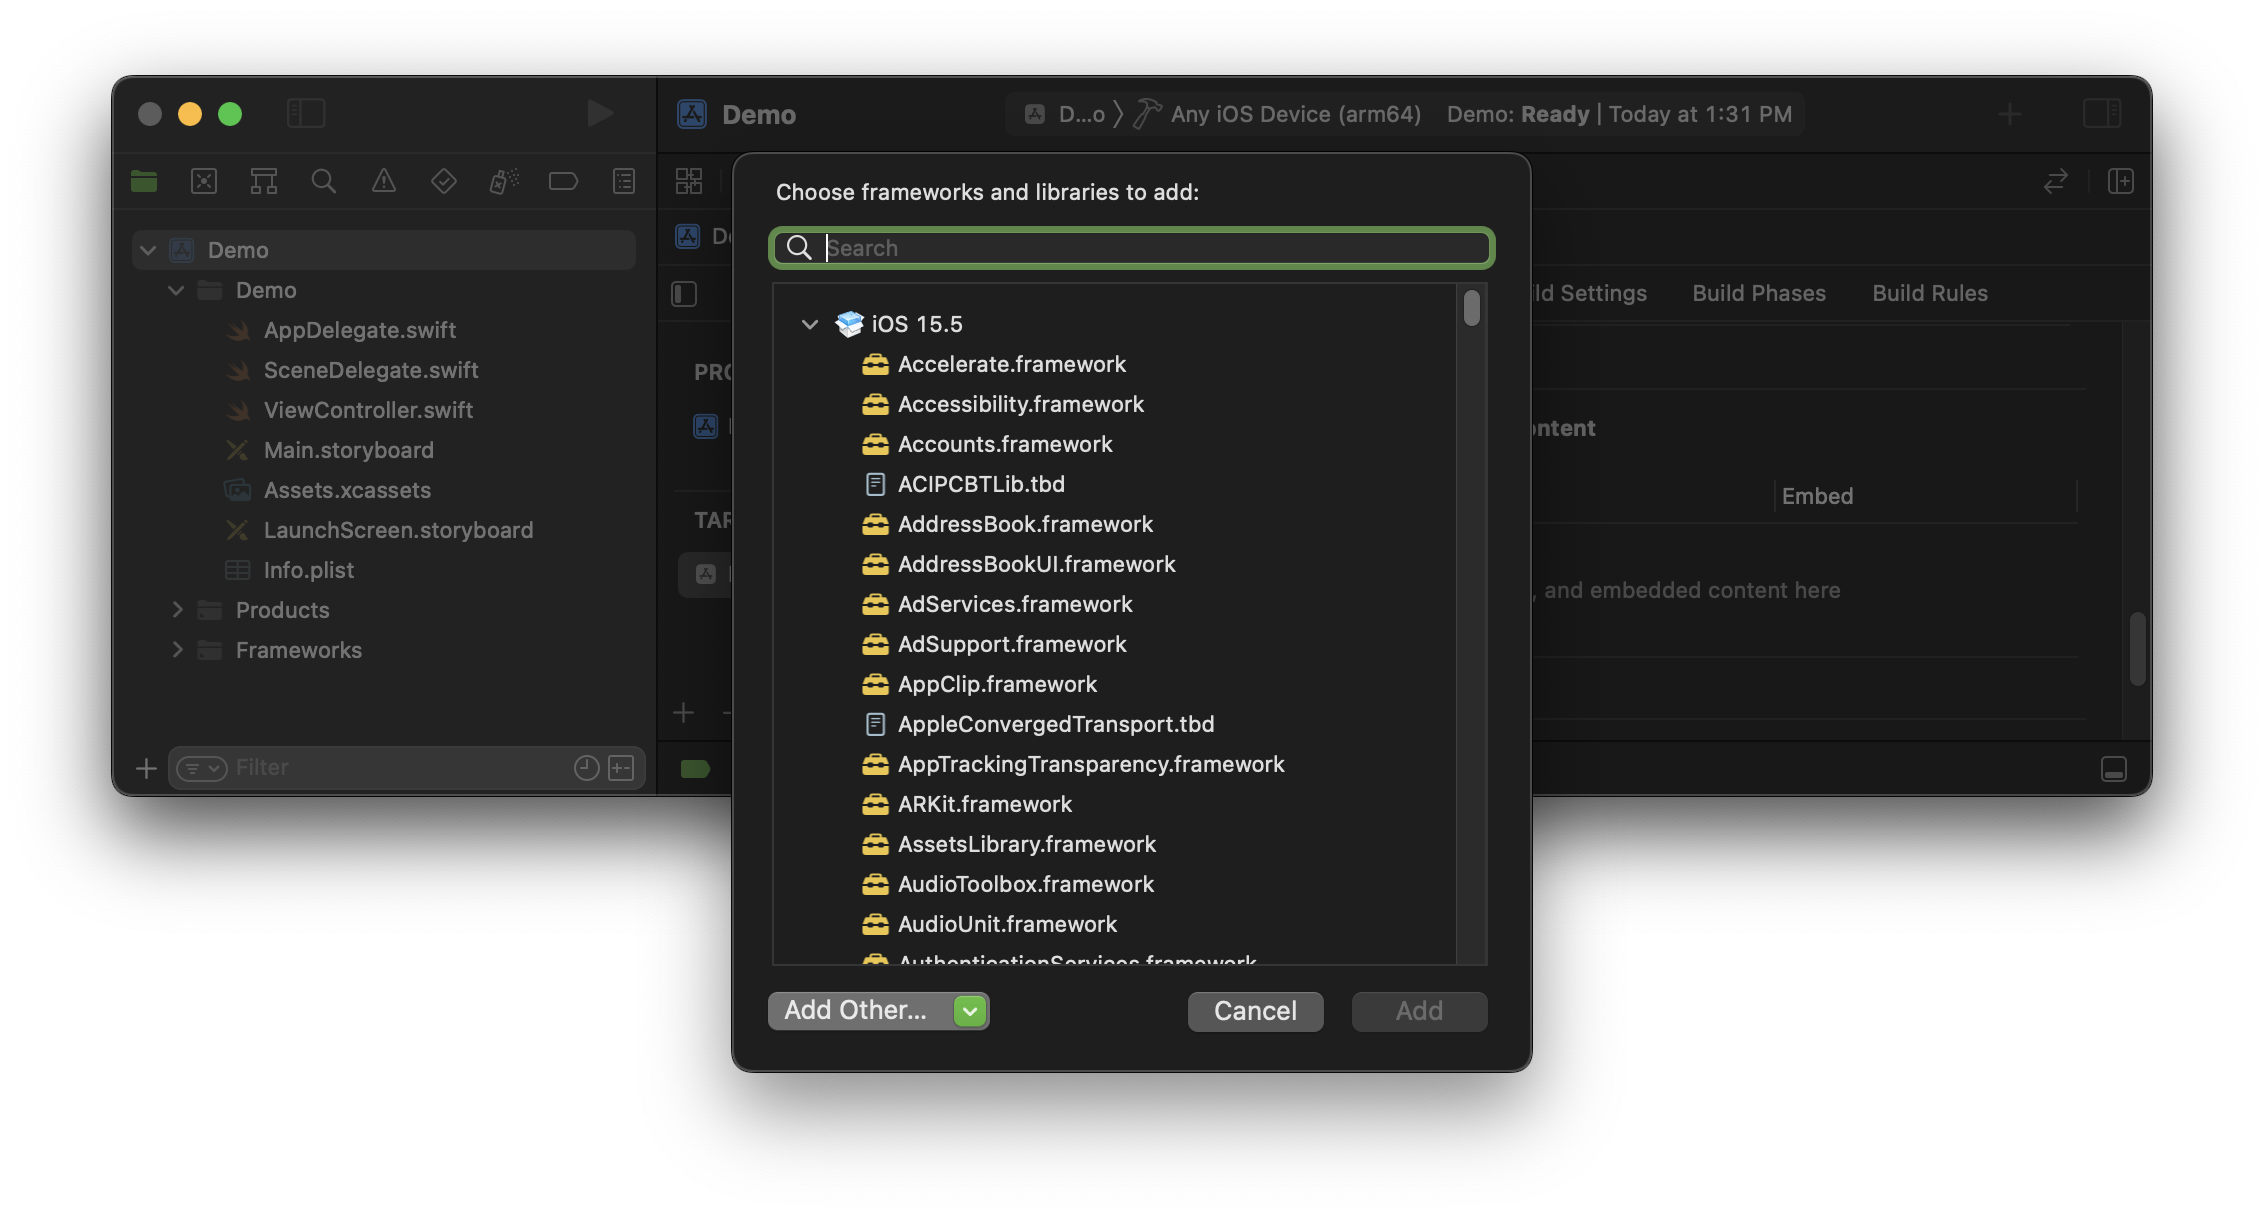 Demo
D...o 〉 Any iOS Device (arm64)
Demo: Ready | Today at 1:31 PM
Demo
Demo
AppDelegate.swift
SceneDelegate.swift
ViewController.swift
Main.storyboard
Assets.xcassets
LaunchScreen.storyboard
Info.plist
Products
Frameworks
Filter
Choose frameworks and libraries to add:
Search
iOS 15.5
Accelerate.framework
Accessibility.framework
Accounts.framework
ACIPCBTLib.tbd
AddressBook.framework
AddressBookUI.framework
AdServices.framework
AdSupport.framework
AppClip.framework
AppleConvergedTransport.tbd
AppTrackingTransparency.framework
ARKit.framework
AssetsLibrary.framework
AudioToolbox.framework
AudioUnit.framework
AuthenticationServices.framework
Add Other...
Cancel
Add
ld Settings
Build Phases
Build Rules
ntent
Embed
, and embedded content here